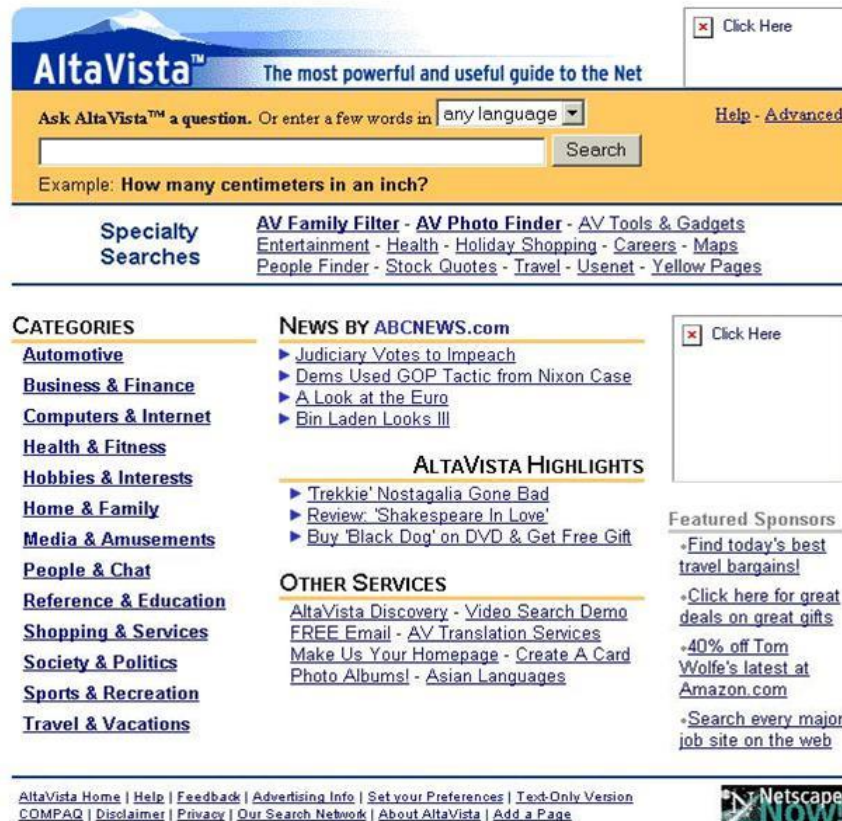 AltaVista™
The most powerful and useful guide to the Net
Click Here
Ask AltaVista™ a question. Or enter a few words in any language
Help - Advanced
Search
Example: How many centimeters in an inch?
Specialty
Searches
AV Family Filter - AV Photo Finder - AV Tools & Gadgets
Entertainment - Health - Holiday Shopping - Careers - Maps
People Finder - Stock Quotes - Travel - Usenet - Yellow Pages
CATEGORIES
Automotive
Business & Finance
Computers & Internet
Health & Fitness
Hobbies & Interests
Home & Family
Media & Amusements
People & Chat
Reference & Education
Shopping & Services
Society & Politics
Sports & Recreation
Travel & Vacations
NEWS BY ABCNEWS.com
Judiciary Votes to Impeach
Dems Used GOP Tactic from Nixon Case
A Look at the Euro
Bin Laden Looks Ill
ALTAVISTA HIGHLIGHTS
'Trekkie' Nostagalia Gone Bad
Review: 'Shakespeare In Love'
Buy 'Black Dog' on DVD & Get Free Gift
OTHER SERVICES
AltaVista Discovery - Video Search Demo
FREE Email - AV Translation Services
Make Us Your Homepage - Create A Card
Photo Albums! - Asian Languages
Click Here
Featured Sponsors
Find today's best
travel bargains!
Click here for great
deals on great gifts
40% off Tom
Wolfe's latest at
Amazon.com
Search every major
job site on the web
AltaVista Home | Help | Feedback | Advertising Info | Set your Preferences | Text-Only Version
COMPAQ | Disclaimer | Privacy | Our Search Network | About AltaVista | Add a Page
Netscape
NOW!